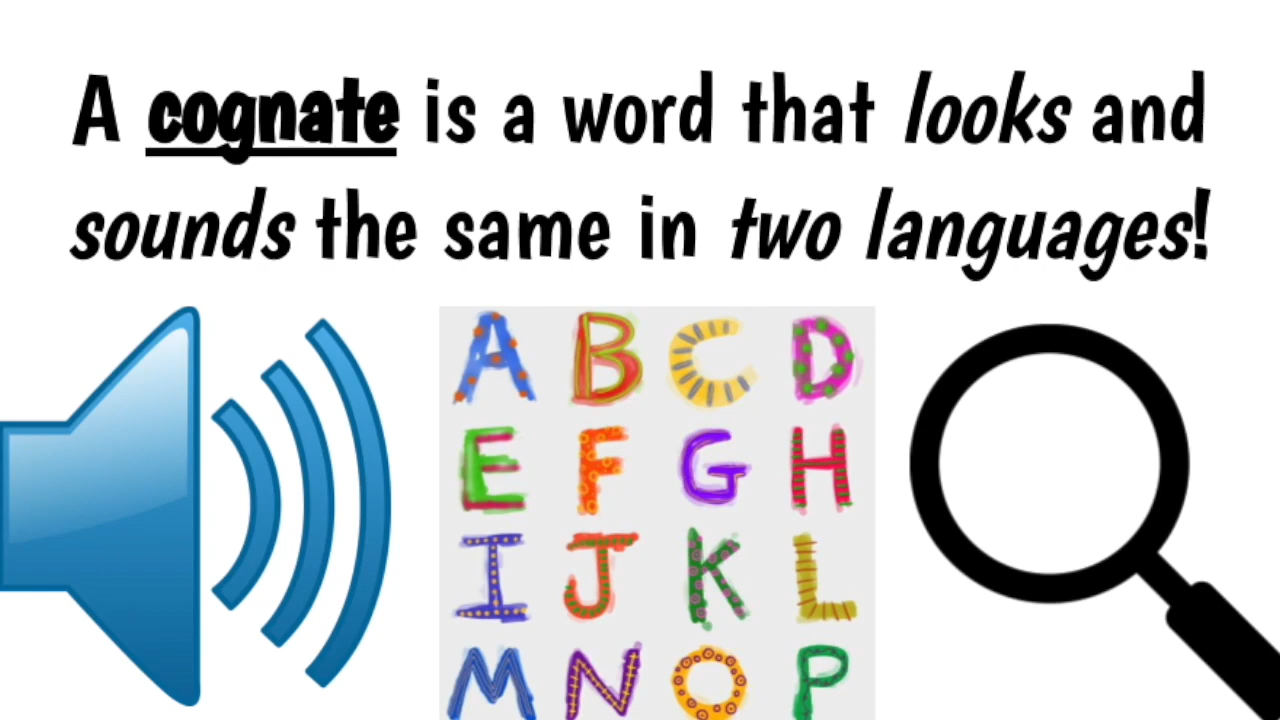 A cognate is a word that looks and
sounds the same in two languages!
A B C D
E F G H
I J K L
M N O P